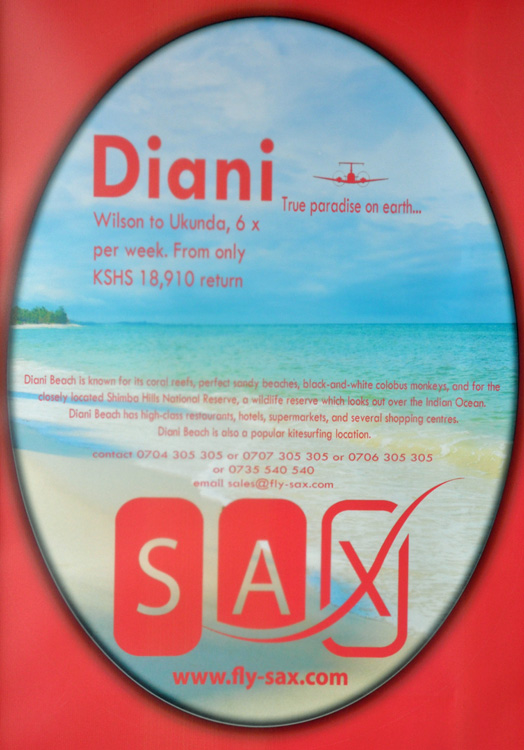 Diani
True paradise on earth...
Wilson to Ukunda, 6 x
per week. From only
KSHS 18,910 return
Diani Beach is known for its coral reefs, perfect sandy beaches, black-and-white colobus monkeys, and for the
closely located Shimba Hills National Reserve, a wildlife reserve which looks out over the Indian Ocean.
Diani Beach has high-class restaurants, hotels, supermarkets, and several shopping centres.
Diani Beach is also a popular kitesurfing location.
contact 0704 305 305 or 0707 305 305 or 0706 305 305
or 0735 540 540
email sales@fly-sax.com
SAX
www.fly-sax.com